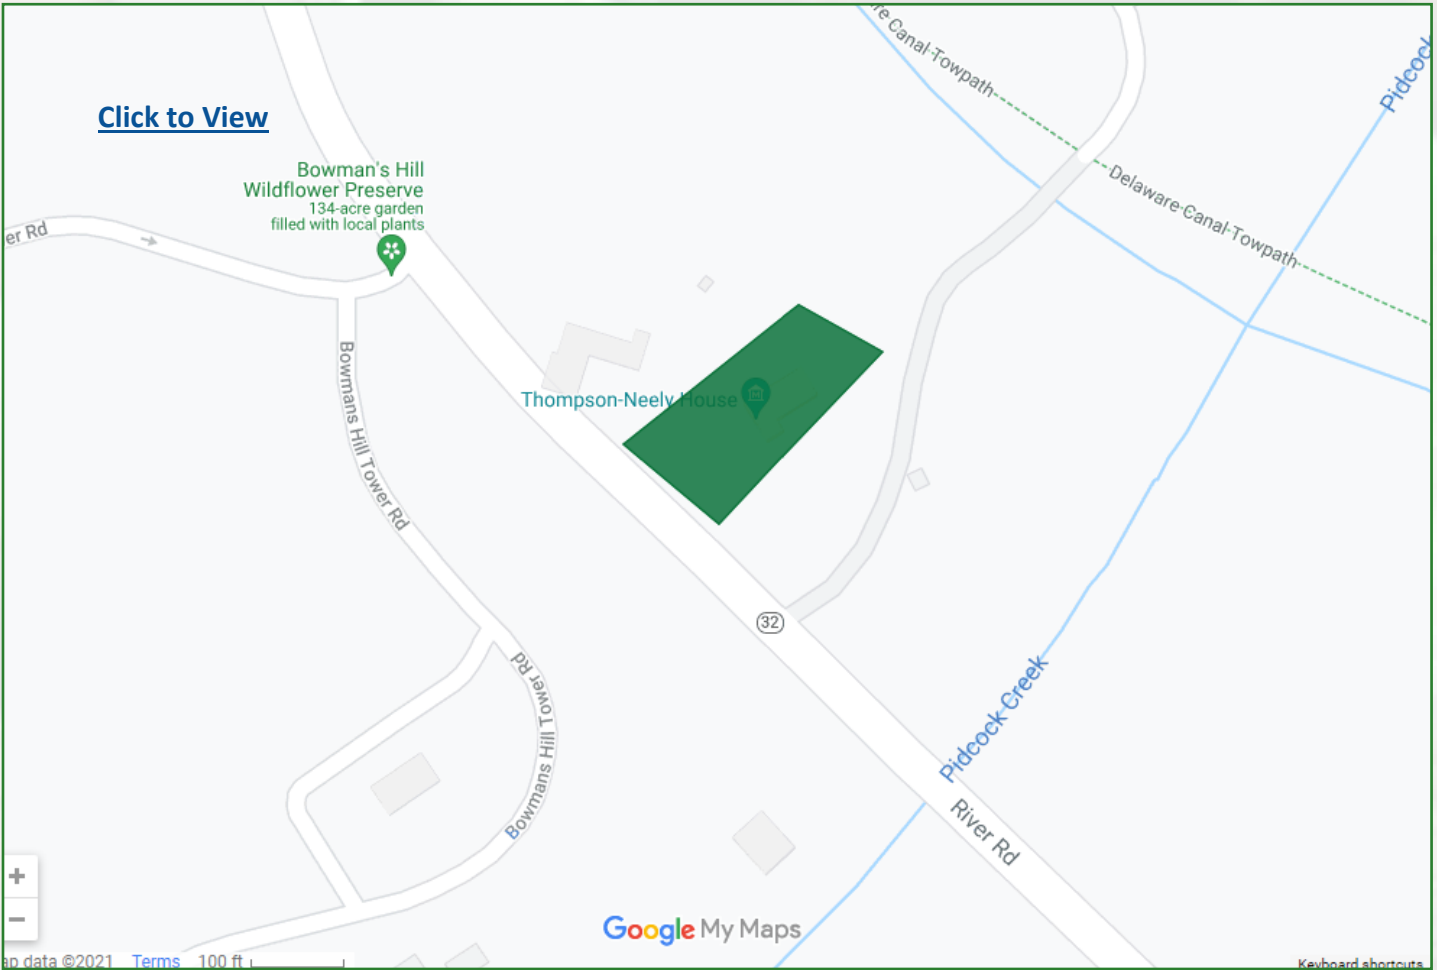 re Canal Towpath
Pidcock
Click to View
Bowman's Hill
Wildflower Preserve
134-acre garden
filled with local plants
er Rd
Delaware Canal Towpath
Bowmans Hill Tower Rd
Thompson-Neely House
32
Bowmans Hill Tower Rd
Pidcock Creek
River Rd
+
−
Google My Maps
ap data ©2021 Terms 100 ft
Keyboard shortcuts